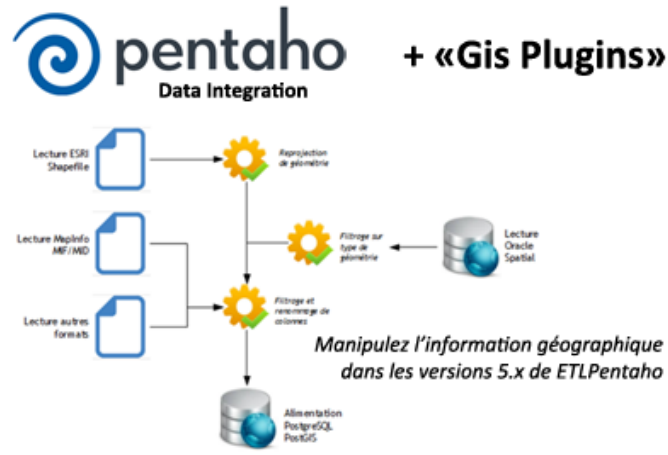 pentaho
Data Integration
+ «Gis Plugins»
Lecture ESRI
Shapefile
Reprojection
de géométrie
Lecture MapInfo
MIF/MID
Filtrage sur
type de
géométrie
Lecture
Oracle
Spatial
Lecture autres
formats
Filtrage et
renommage de
colonnes
Manipulez l'information géographique
dans les versions 5.x de ETLPentaho
Alimentation
PostgreSQL
PostGIS